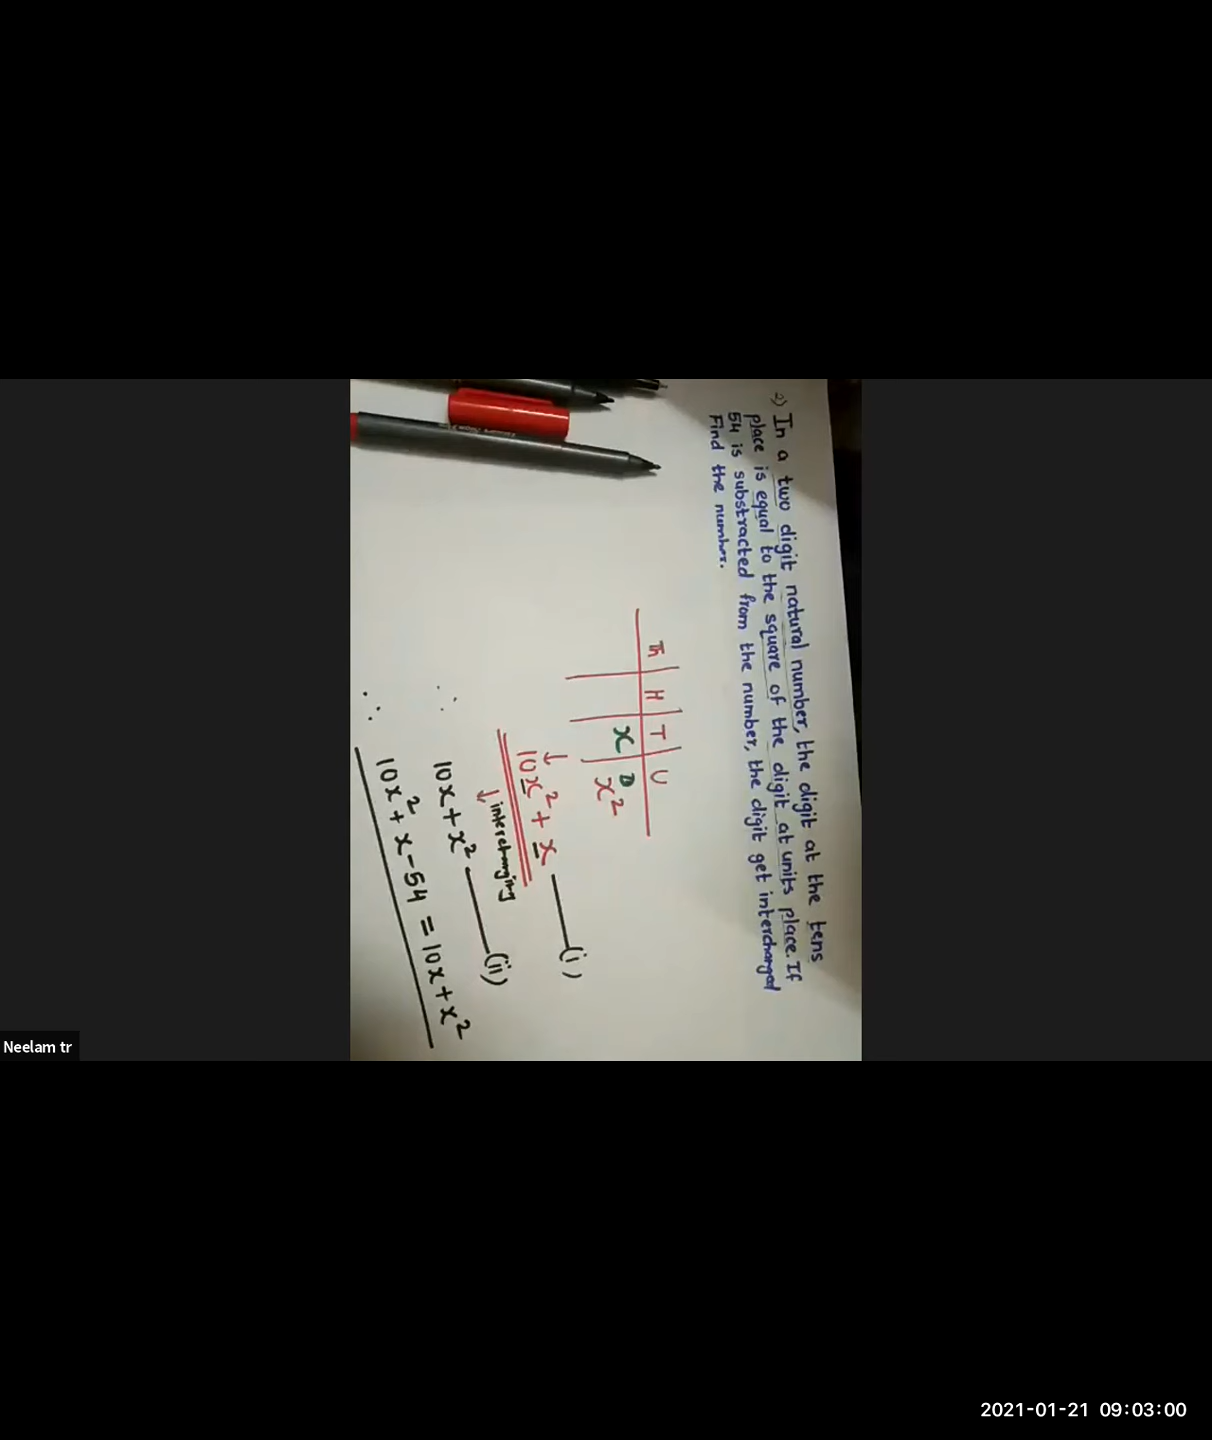 2) In a two digit natural number, the digit at the tens
place is equal to the square of the digit at units place. If
54 is substracted from the number, the digit get interchanged
Find the number.
Th H T U
x x²
10x² + x (i)
interchanging
10x + x² (ii)
∴
∴ 10x² + x - 54 = 10x + x²
Neelam tr
2021-01-21 09:03:00